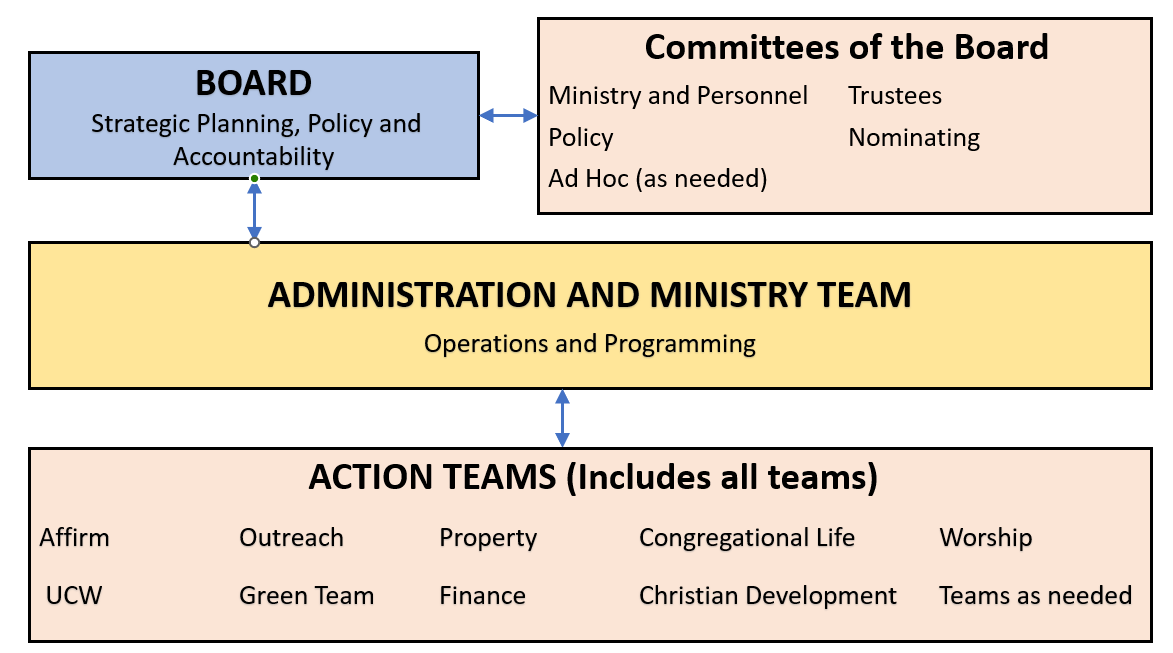 BOARD
Strategic Planning, Policy and
Accountability
Committees of the Board
Ministry and Personnel Trustees
Policy Nominating
Ad Hoc (as needed)
ADMINISTRATION AND MINISTRY TEAM
Operations and Programming
ACTION TEAMS (Includes all teams)
Affirm Outreach Property Congregational Life Worship
UCW Green Team Finance Christian Development Teams as needed